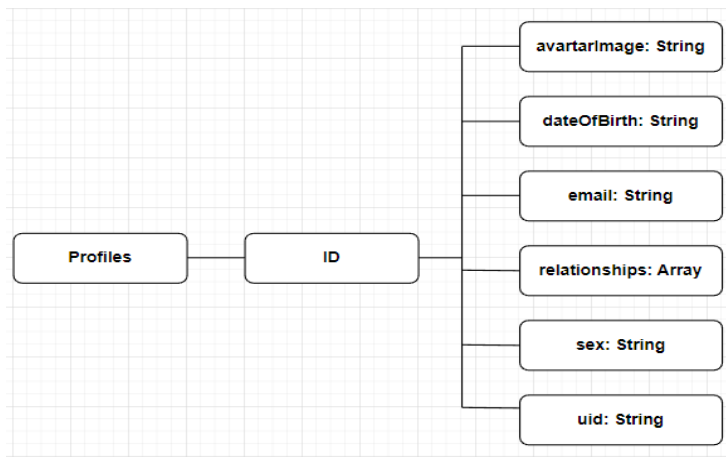 avartarImage: String
dateOfBirth: String
email: String
Profiles
ID
relationships: Array
sex: String
uid: String